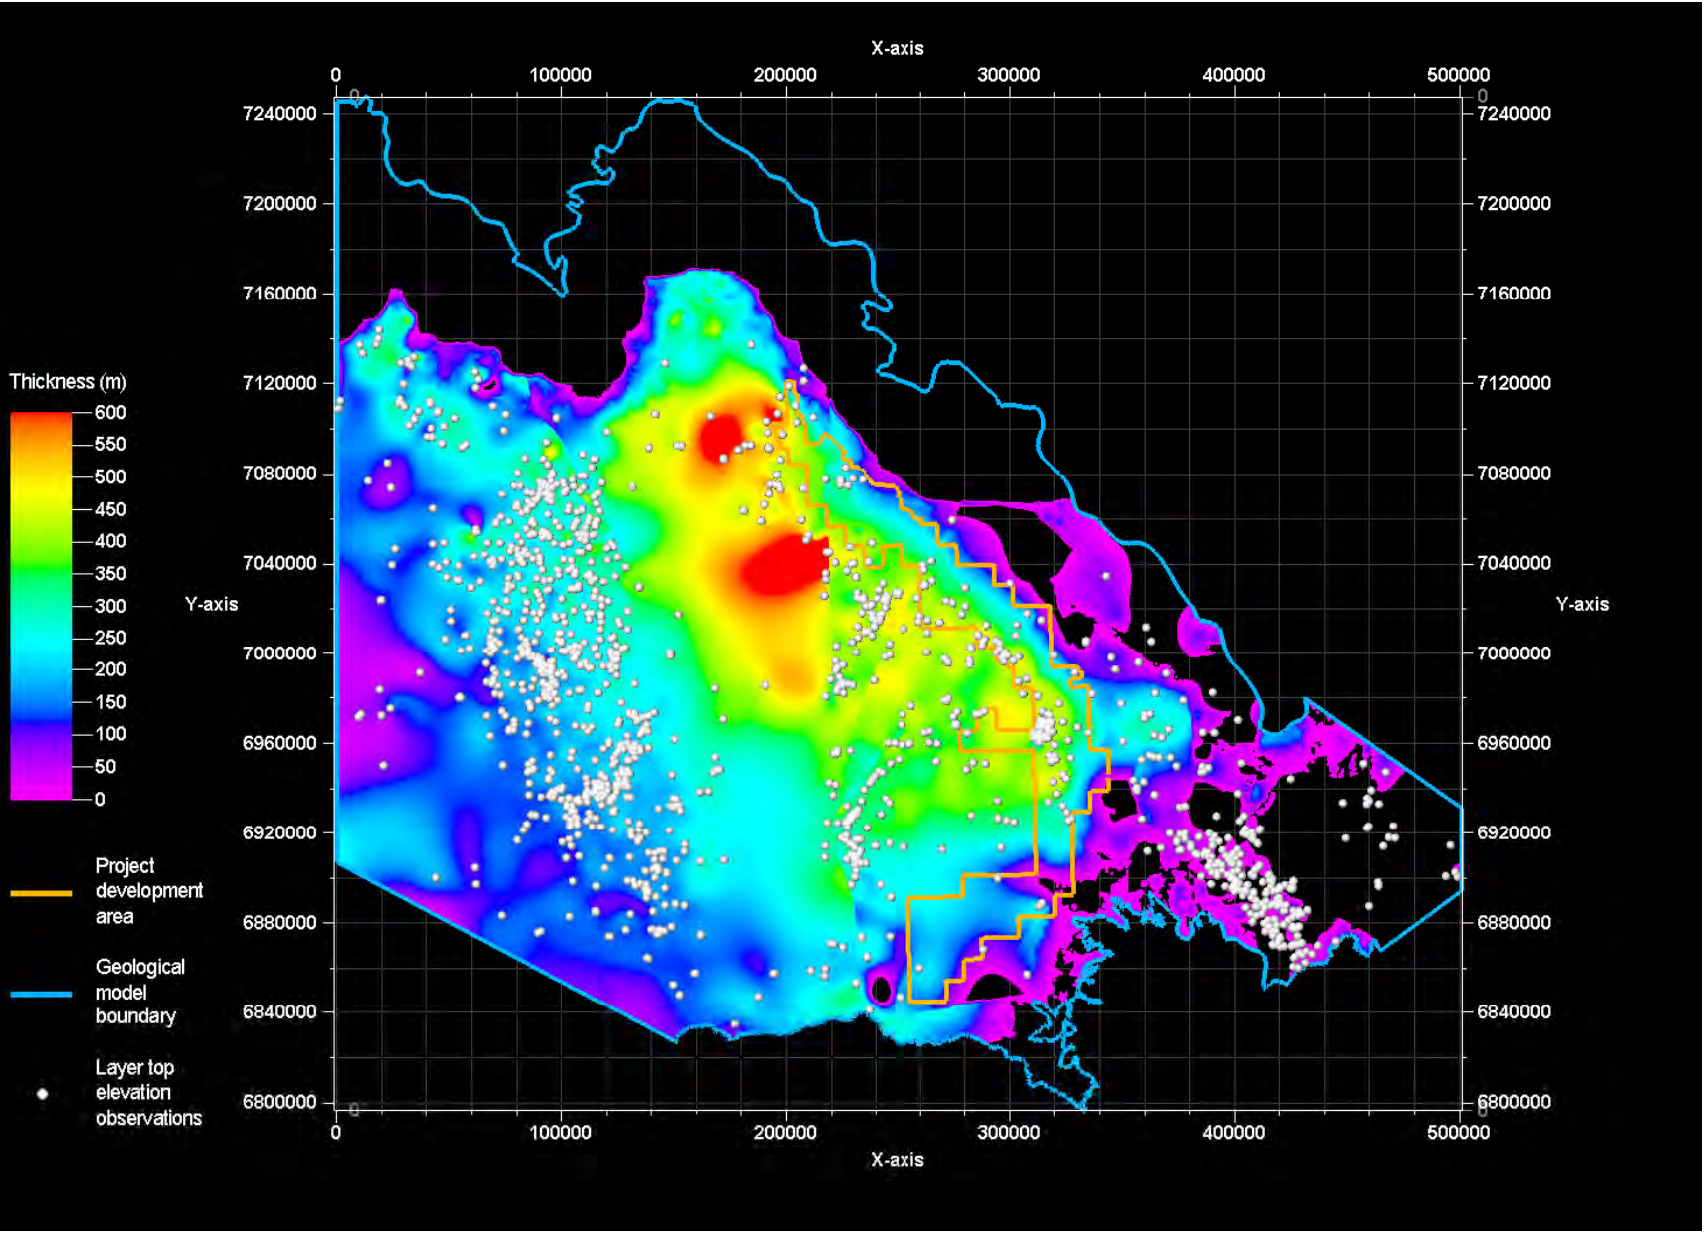 X-axis
0 100000 200000 300000 400000 500000
0 0
7240000 7240000
7200000 7200000
7160000 7160000
7120000 7120000
7080000 7080000
7040000 7040000
Y-axis Y-axis
7000000 7000000
6960000 6960000
6920000 6920000
6880000 6880000
6840000 6840000
6800000 6800000
0
0 100000 200000 300000 400000 500000
X-axis
Thickness (m)
600
550
500
450
400
350
300
250
200
150
100
50
0
Project
development
area
Geological
model
boundary
Layer top
elevation
observations